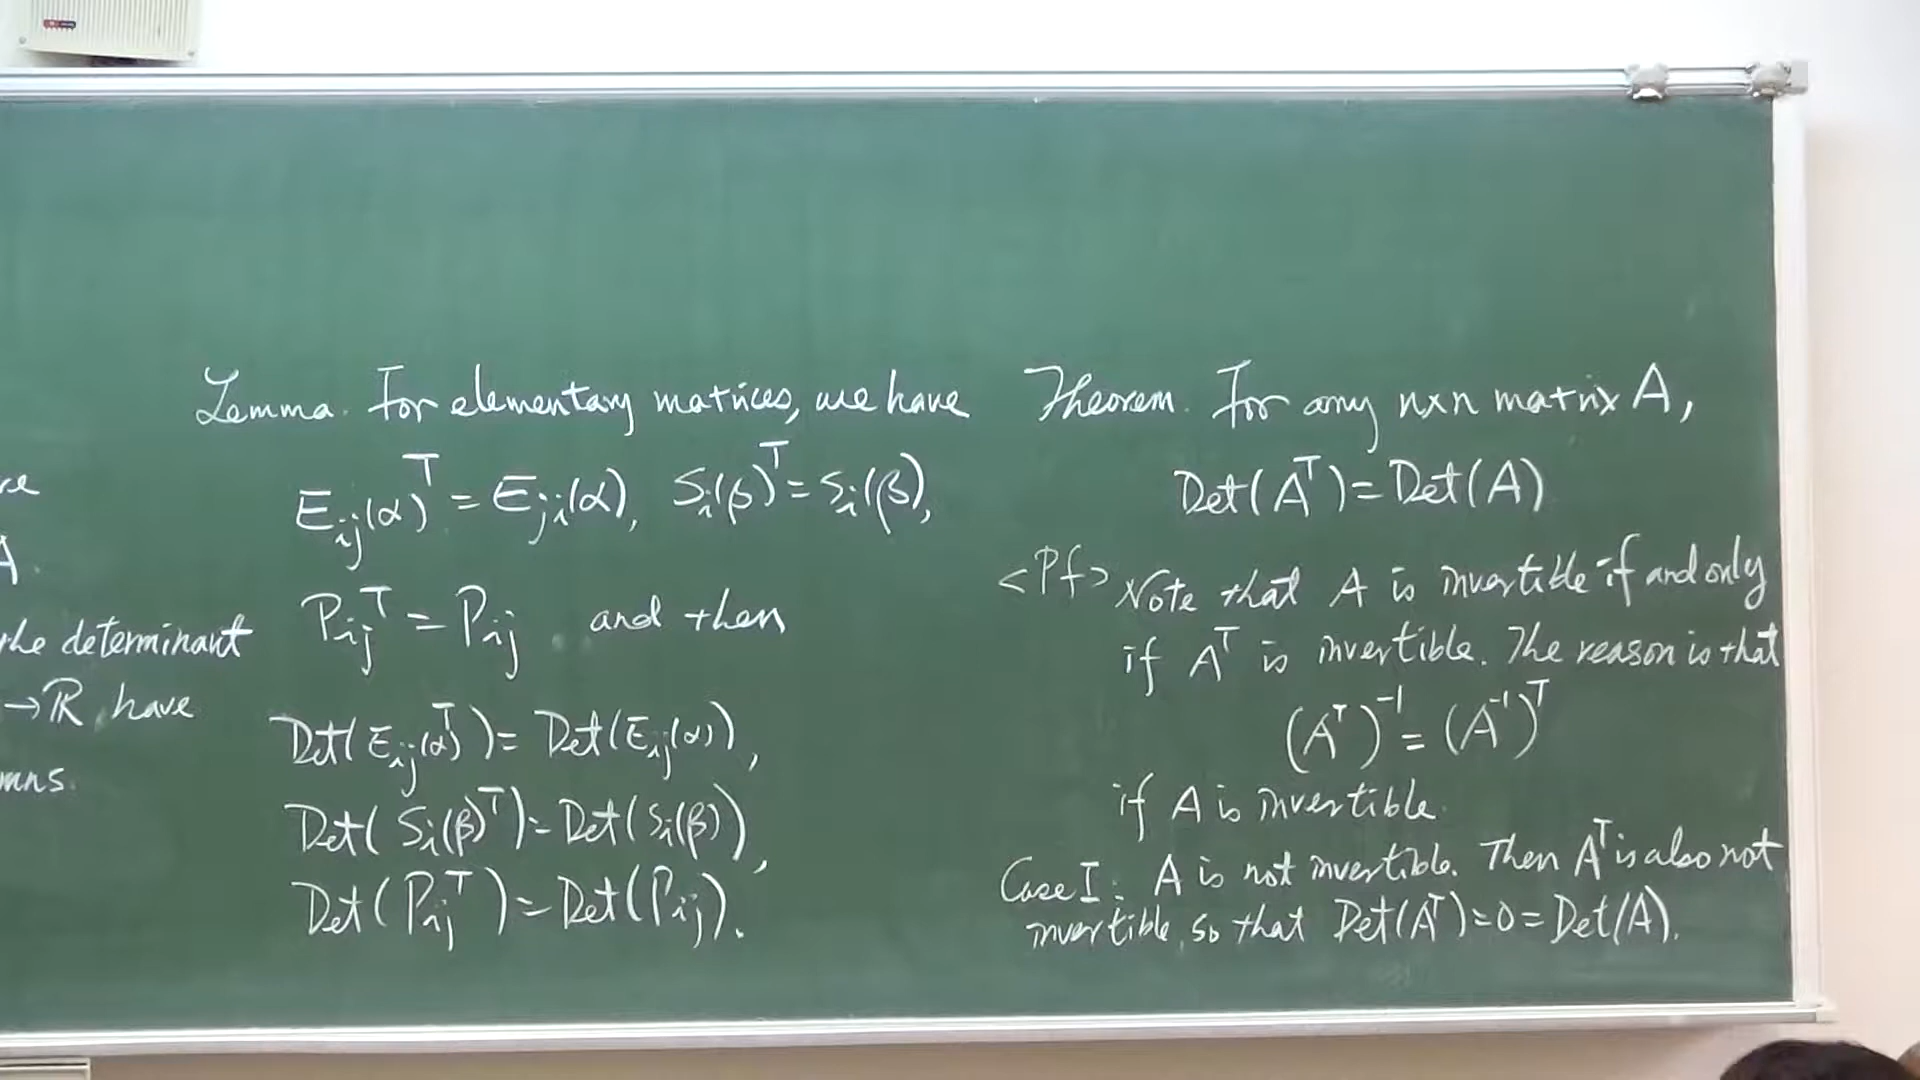 the determinant
→ℝ have
Lemma. For elementary matrices, we have
E_ij(α)^T = E_ji(α), S_i(β)^T = S_i(β),
P_ij^T = P_ij and then
Det(E_ij(α)^T) = Det(E_ij(α)),
Det(S_i(β)^T) = Det(S_i(β)),
Det(P_ij^T) = Det(P_ij).
Theorem. For any n×n matrix A,
Det(A^T) = Det(A)
<Pf> Note that A is invertible if and only
if A^T is invertible. The reason is that
(A^T)^-1 = (A^-1)^T
if A is invertible.
Case I: A is not invertible. Then A^T is also not
invertible, so that Det(A^T) = 0 = Det(A).